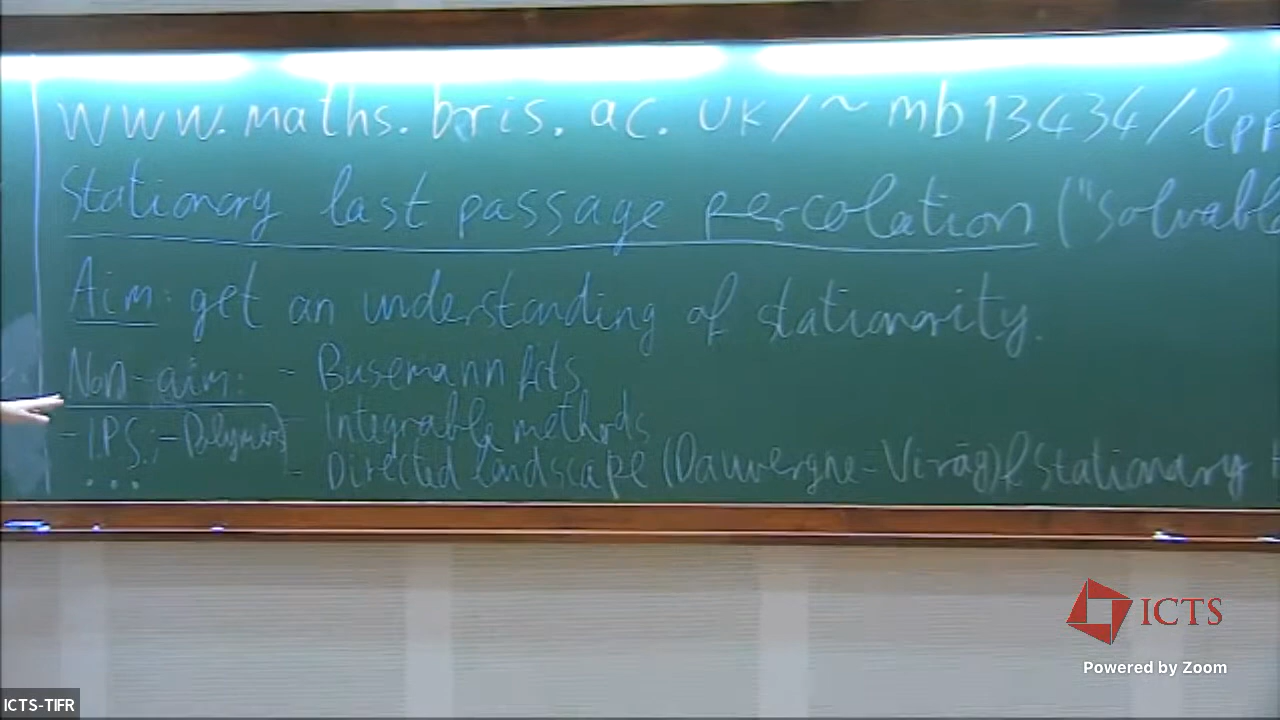 www.maths.bris.ac.uk/~mb13434/lpp
Stationary last passage percolation ("Solvable
Aim: get an understanding of stationarity.
Non-aim: - Busemann fcts
- I.P.S.; - Polymers - Integrable methods
... - Directed landscape (Dauvergne-Virág) & Stationary H
ICTS
Powered by Zoom
ICTS-TIFR